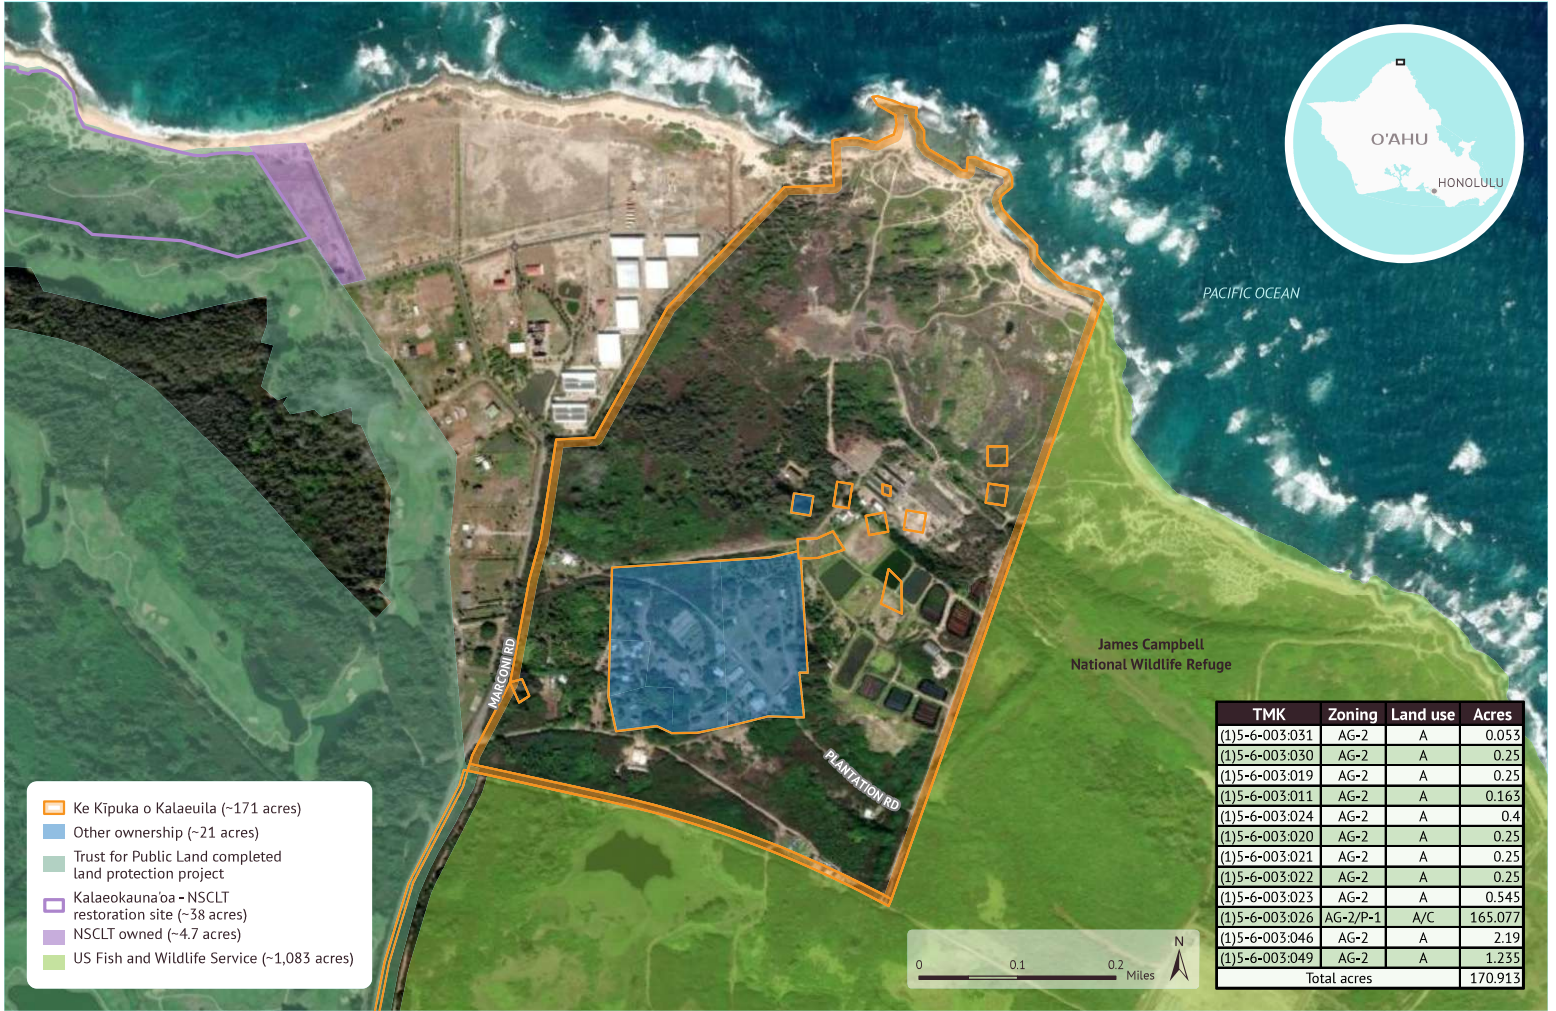 O'AHU
HONOLULU
PACIFIC OCEAN
MARCONI RD
PLANTATION RD
James Campbell
National Wildlife Refuge
Ke Kīpuka o Kalaeuila (~171 acres)
Other ownership (~21 acres)
Trust for Public Land completed
land protection project
Kalaeokauna'oa - NSCLT
restoration site (~38 acres)
NSCLT owned (~4.7 acres)
US Fish and Wildlife Service (~1,083 acres)
N
0 0.1 0.2
Miles
TMK Zoning Land use Acres
(1)5-6-003:031 AG-2 A 0.053
(1)5-6-003:030 AG-2 A 0.25
(1)5-6-003:019 AG-2 A 0.25
(1)5-6-003:011 AG-2 A 0.163
(1)5-6-003:024 AG-2 A 0.4
(1)5-6-003:020 AG-2 A 0.25
(1)5-6-003:021 AG-2 A 0.25
(1)5-6-003:022 AG-2 A 0.25
(1)5-6-003:023 AG-2 A 0.545
(1)5-6-003:026 AG-2/P-1 A/C 165.077
(1)5-6-003:046 AG-2 A 2.19
(1)5-6-003:049 AG-2 A 1.235
Total acres 170.913